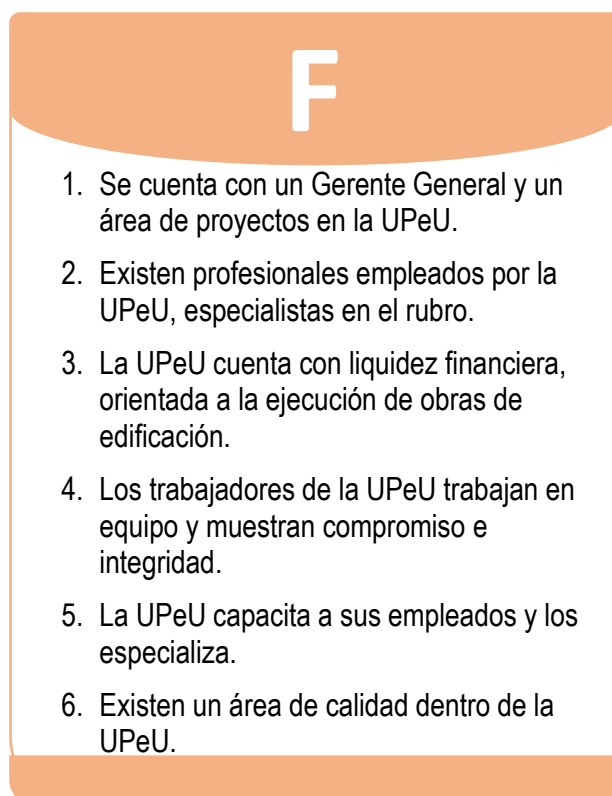 F
1. Se cuenta con un Gerente General y un
área de proyectos en la UPeU.
2. Existen profesionales empleados por la
UPeU, especialistas en el rubro.
3. La UPeU cuenta con liquidez financiera,
orientada a la ejecución de obras de
edificación.
4. Los trabajadores de la UPeU trabajan en
equipo y muestran compromiso e
integridad.
5. La UPeU capacita a sus empleados y los
especializa.
6. Existen un área de calidad dentro de la
UPeU.